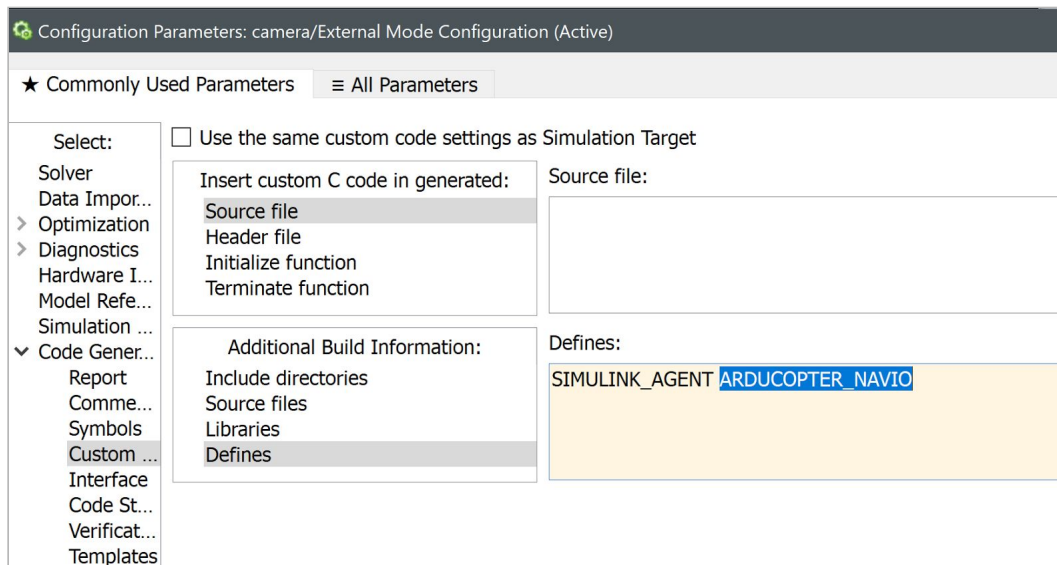 Configuration Parameters: camera/External Mode Configuration (Active)
★ Commonly Used Parameters
≡ All Parameters
Select:
Solver
Data Impor...
Optimization
Diagnostics
Hardware I...
Model Refe...
Simulation ...
Code Gener...
Report
Comme...
Symbols
Custom ...
Interface
Code St...
Verificat...
Templates
Use the same custom code settings as Simulation Target
Insert custom C code in generated:
Source file
Header file
Initialize function
Terminate function
Source file:
Additional Build Information:
Include directories
Source files
Libraries
Defines
Defines:
SIMULINK_AGENT ARDUCOPTER_NAVIO